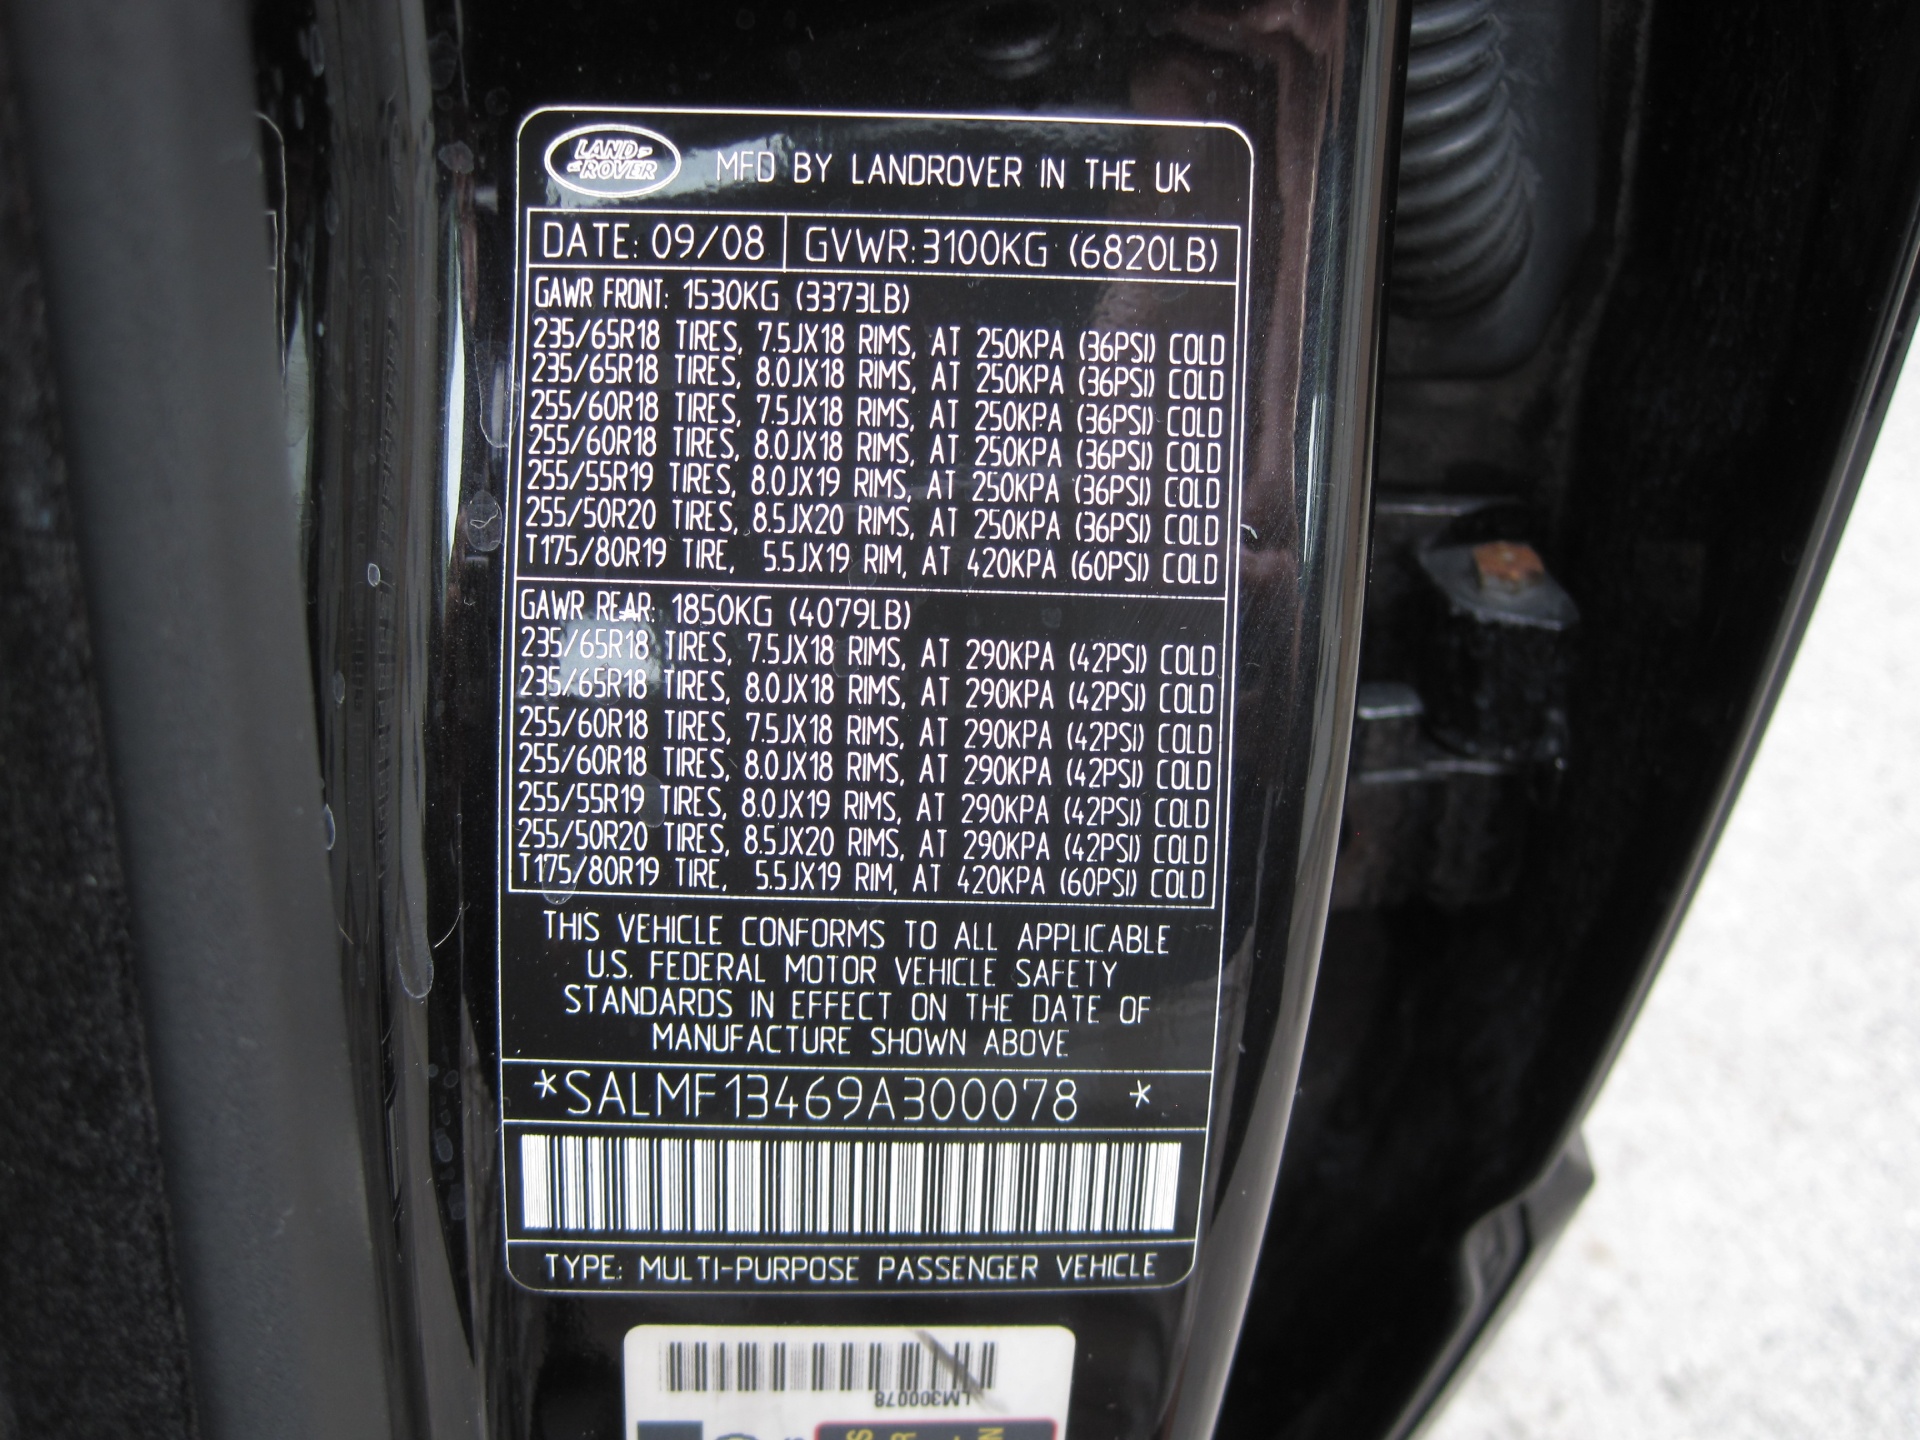 LAND ROVER
MFD BY LANDROVER IN THE UK
DATE: 09/08 GVWR: 3100KG (6820LB)
GAWR FRONT: 1530KG (3373LB)
235/65R18 TIRES, 7.5JX18 RIMS, AT 250KPA (36PSI) COLD
235/65R18 TIRES, 8.0JX18 RIMS, AT 250KPA (36PSI) COLD
255/60R18 TIRES, 7.5JX18 RIMS, AT 250KPA (36PSI) COLD
255/60R18 TIRES, 8.0JX18 RIMS, AT 250KPA (36PSI) COLD
255/55R19 TIRES, 8.0JX19 RIMS, AT 250KPA (36PSI) COLD
255/50R20 TIRES, 8.5JX20 RIMS, AT 250KPA (36PSI) COLD
T175/80R19 TIRE, 5.5JX19 RIM, AT 420KPA (60PSI) COLD
GAWR REAR: 1850KG (4079LB)
235/65R18 TIRES, 7.5JX18 RIMS, AT 290KPA (42PSI) COLD
235/65R18 TIRES, 8.0JX18 RIMS, AT 290KPA (42PSI) COLD
255/60R18 TIRES, 7.5JX18 RIMS, AT 290KPA (42PSI) COLD
255/60R18 TIRES, 8.0JX18 RIMS, AT 290KPA (42PSI) COLD
255/55R19 TIRES, 8.0JX19 RIMS, AT 290KPA (42PSI) COLD
255/50R20 TIRES, 8.5JX20 RIMS, AT 290KPA (42PSI) COLD
T175/80R19 TIRE, 5.5JX19 RIM, AT 420KPA (60PSI) COLD
THIS VEHICLE CONFORMS TO ALL APPLICABLE
U.S. FEDERAL MOTOR VEHICLE SAFETY
STANDARDS IN EFFECT ON THE DATE OF
MANUFACTURE SHOWN ABOVE
*SALMF13469A300078 *
TYPE: MULTI-PURPOSE PASSENGER VEHICLE
LM300078